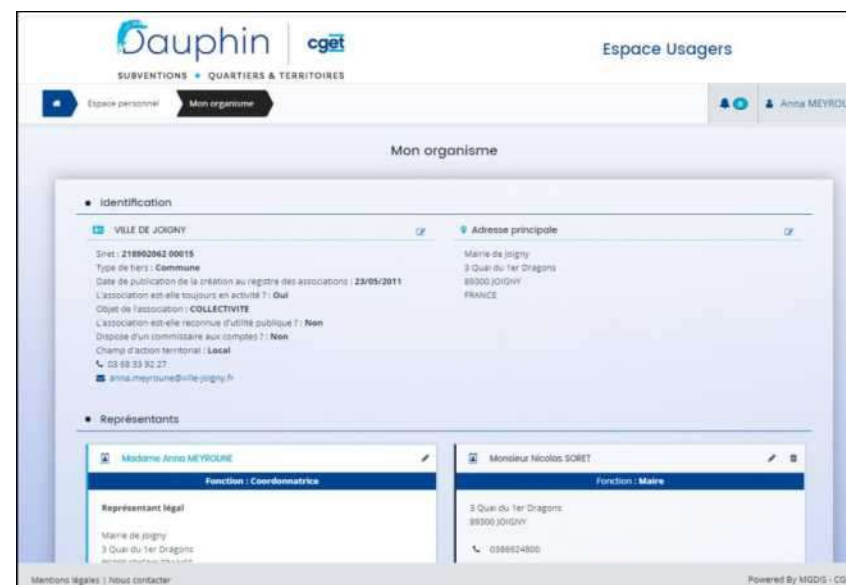 Dauphin
cget
SUBVENTIONS • QUARTIERS & TERRITOIRES
Espace Usagers
Espace personnel
Mon organisme
Anna MEYROU
Mon organisme
Identification
VILLE DE JOIGNY
Siret : 218902062 00015
Type de tiers : Commune
Date de publication de la création au registre des associations : 23/05/2011
L'association est-elle toujours en activité ? : Oui
Objet de l'association : COLLECTIVITE
L'association est-elle reconnue d'utilité publique ? : Non
Dispose d'un commissaire aux comptes ? : Non
Champ d'action territorial : Local
03 68 33 92 27
anna.meyroune@ville-joigny.fr
Adresse principale
Mairie de Joigny
3 Quai du 1er Dragons
89300 JOIGNY
FRANCE
Représentants
Madame Anna MEYROUNE
Fonction : Coordonnatrice
Représentant légal
Mairie de Joigny
3 Quai du 1er Dragons
Monsieur Nicolas SORET
Fonction : Maire
3 Quai du 1er Dragons
89300 JOIGNY
0386624800
Mentions légales | Nous contacter
Powered By MGDIS - CG